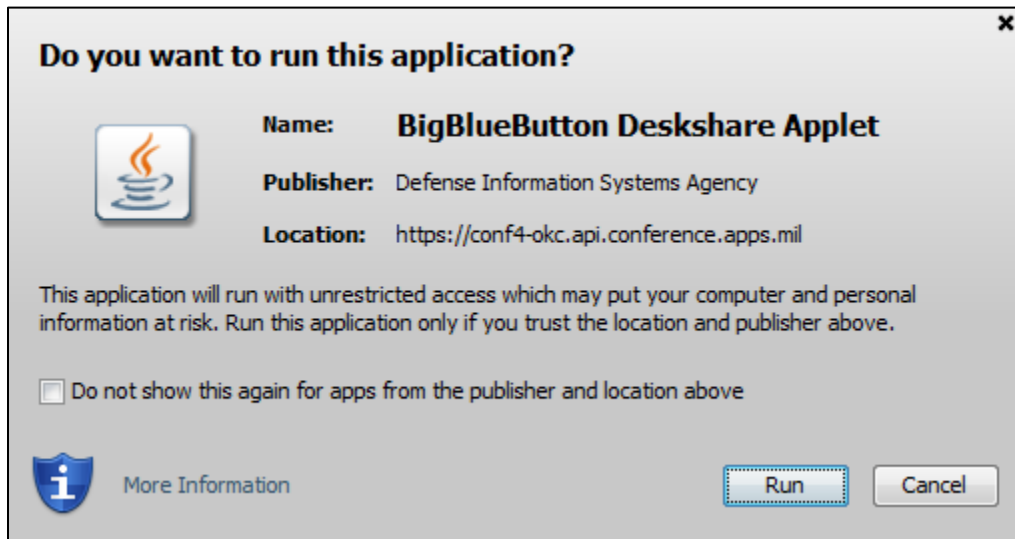 Do you want to run this application?
Name: BigBlueButton Deskshare Applet
Publisher: Defense Information Systems Agency
Location: https://conf4-okc.api.conference.apps.mil
This application will run with unrestricted access which may put your computer and personal
information at risk. Run this application only if you trust the location and publisher above.
Do not show this again for apps from the publisher and location above
More Information Run Cancel